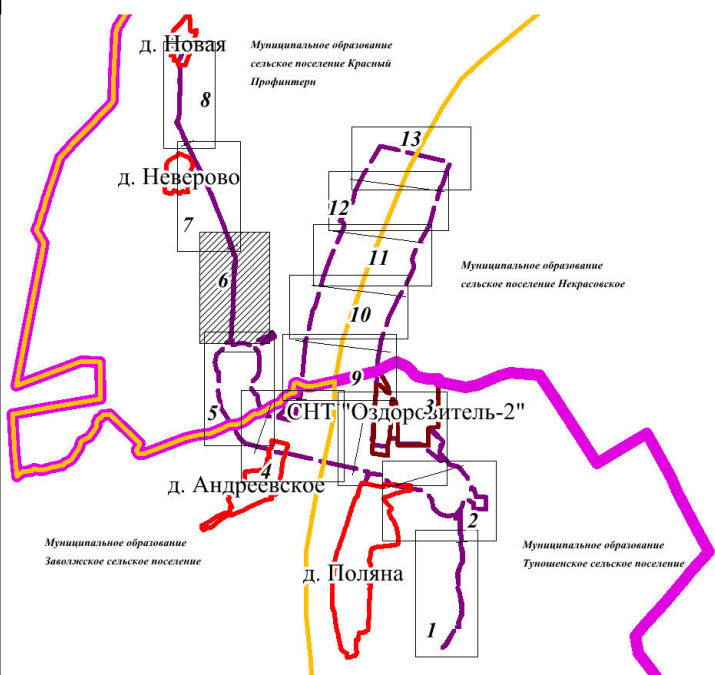 д. Новая
Муниципальное образование
сельское поселение Красный
Профинтерн
8
13
д. Неверово
7
12
11
6
Муниципальное образование
сельское поселение Некрасовское
10
9
5
3
СНТ "Оздоровитель-2"
4
д. Андреевское
2
Муниципальное образование
Заволжское сельское поселение
Муниципальное образование
Туношенское сельское поселение
д. Поляна
1